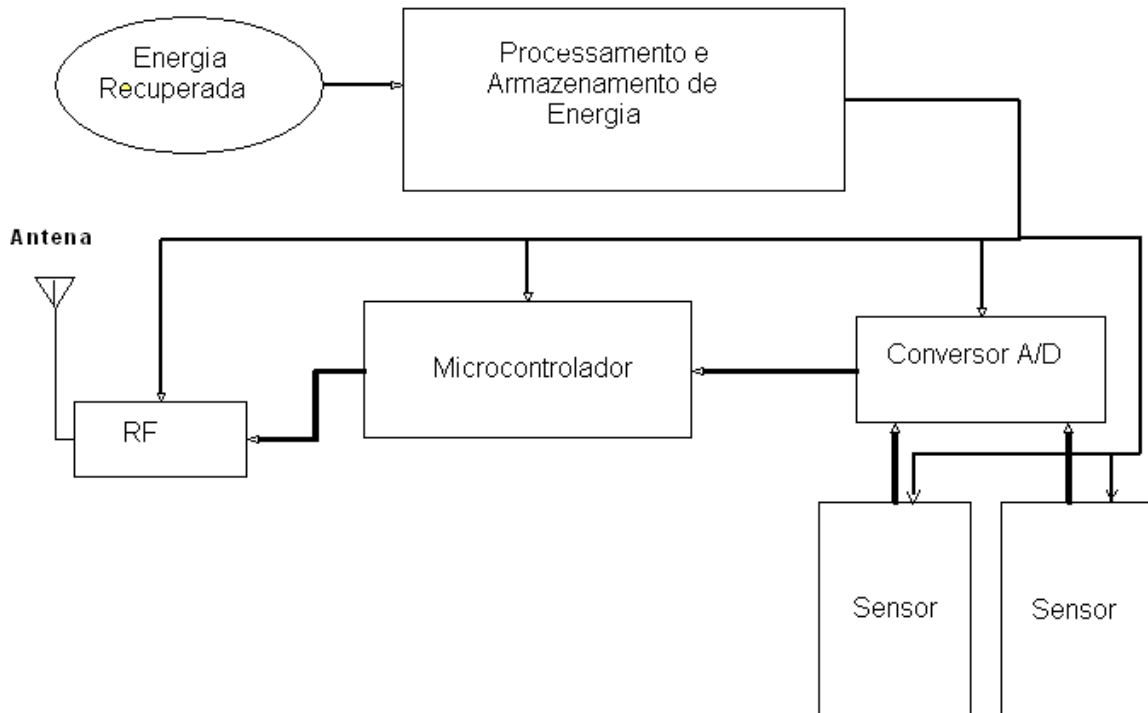 Energia
Recuperada
Processamento e
Armazenamento de
Energia
Antena
Microcontrolador
Conversor A/D
RF
Sensor
Sensor